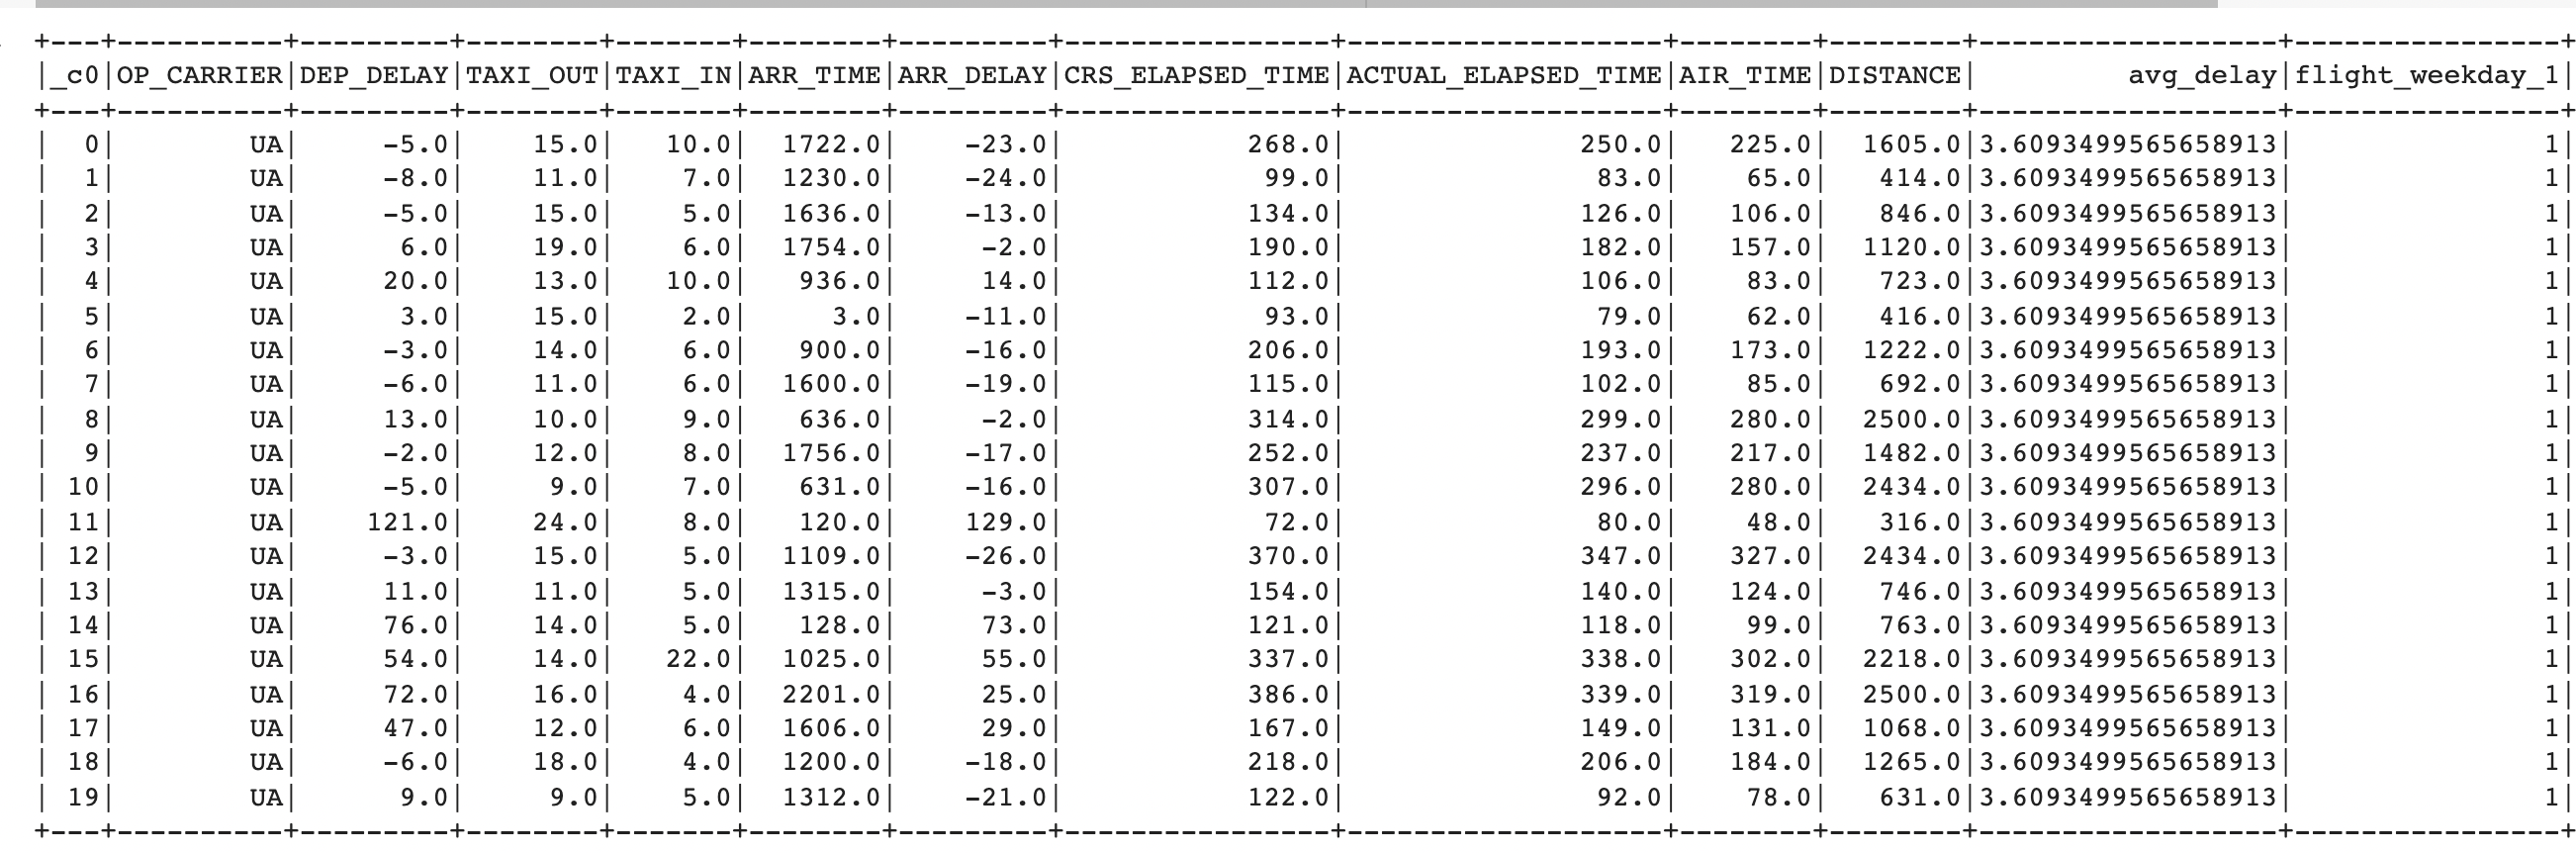 +---+----------+---------+--------+-------+--------+---------+-----------------+-------------------+--------+--------+------------------+----------------+
|_c0|OP_CARRIER|DEP_DELAY|TAXI_OUT|TAXI_IN|ARR_TIME|ARR_DELAY|CRS_ELAPSED_TIME|ACTUAL_ELAPSED_TIME|AIR_TIME|DISTANCE|         avg_delay|flight_weekday_1|
+---+----------+---------+--------+-------+--------+---------+----------------+-------------------+--------+--------+------------------+----------------+
|  0|        UA|     -5.0|    15.0|   10.0|  1722.0|    -23.0|           268.0|              250.0|   225.0|  1605.0|3.6093499565658913|               1|
|  1|        UA|     -8.0|    11.0|    7.0|  1230.0|    -24.0|            99.0|               83.0|    65.0|   414.0|3.6093499565658913|               1|
|  2|        UA|     -5.0|    15.0|    5.0|  1636.0|    -13.0|           134.0|              126.0|   106.0|   846.0|3.6093499565658913|               1|
|  3|        UA|      6.0|    19.0|    6.0|  1754.0|     -2.0|           190.0|              182.0|   157.0|  1120.0|3.6093499565658913|               1|
|  4|        UA|     20.0|    13.0|   10.0|   936.0|     14.0|           112.0|              106.0|    83.0|   723.0|3.6093499565658913|               1|
|  5|        UA|      3.0|    15.0|    2.0|     3.0|    -11.0|            93.0|               79.0|    62.0|   416.0|3.6093499565658913|               1|
|  6|        UA|     -3.0|    14.0|    6.0|   900.0|    -16.0|           206.0|              193.0|   173.0|  1222.0|3.6093499565658913|               1|
|  7|        UA|     -6.0|    11.0|    6.0|  1600.0|    -19.0|           115.0|              102.0|    85.0|   692.0|3.6093499565658913|               1|
|  8|        UA|     13.0|    10.0|    9.0|   636.0|     -2.0|           314.0|              299.0|   280.0|  2500.0|3.6093499565658913|               1|
|  9|        UA|     -2.0|    12.0|    8.0|  1756.0|    -17.0|           252.0|              237.0|   217.0|  1482.0|3.6093499565658913|               1|
| 10|        UA|     -5.0|     9.0|    7.0|   631.0|    -16.0|           307.0|              296.0|   280.0|  2434.0|3.6093499565658913|               1|
| 11|        UA|    121.0|    24.0|    8.0|   120.0|    129.0|            72.0|               80.0|    48.0|   316.0|3.6093499565658913|               1|
| 12|        UA|     -3.0|    15.0|    5.0|  1109.0|    -26.0|           370.0|              347.0|   327.0|  2434.0|3.6093499565658913|               1|
| 13|        UA|     11.0|    11.0|    5.0|  1315.0|     -3.0|           154.0|              140.0|   124.0|   746.0|3.6093499565658913|               1|
| 14|        UA|     76.0|    14.0|    5.0|   128.0|     73.0|           121.0|              118.0|    99.0|   763.0|3.6093499565658913|               1|
| 15|        UA|     54.0|    14.0|   22.0|  1025.0|     55.0|           337.0|              338.0|   302.0|  2218.0|3.6093499565658913|               1|
| 16|        UA|     72.0|    16.0|    4.0|  2201.0|     25.0|           386.0|              339.0|   319.0|  2500.0|3.6093499565658913|               1|
| 17|        UA|     47.0|    12.0|    6.0|  1606.0|     29.0|           167.0|              149.0|   131.0|  1068.0|3.6093499565658913|               1|
| 18|        UA|     -6.0|    18.0|    4.0|  1200.0|    -18.0|           218.0|              206.0|   184.0|  1265.0|3.6093499565658913|               1|
| 19|        UA|      9.0|     9.0|    5.0|  1312.0|    -21.0|           122.0|               92.0|    78.0|   631.0|3.6093499565658913|               1|
+---+----------+---------+--------+-------+--------+---------+----------------+-------------------+--------+--------+------------------+----------------+